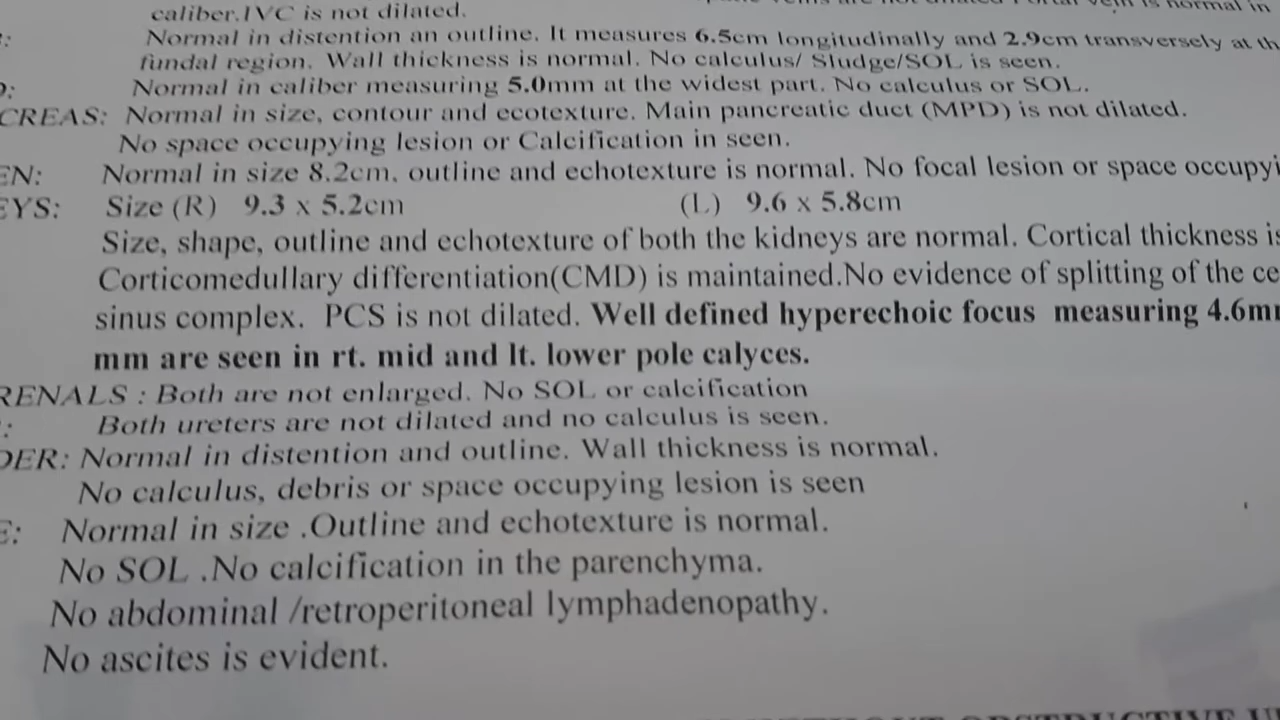 caliber.IVC is not dilated. normal in
Normal in distention an outline. It measures 6.5cm longitudinally and 2.9cm transversely at th
fundal region. Wall thickness is normal. No calculus/ Sludge/SOL is seen.
Normal in caliber measuring 5.0mm at the widest part. No calculus or SOL.
CREAS: Normal in size, contour and ecotexture. Main pancreatic duct (MPD) is not dilated.
No space occupying lesion or Calcification in seen.
EN: Normal in size 8.2cm, outline and echotexture is normal. No focal lesion or space occupyi
EYS: Size (R) 9.3 x 5.2cm (L) 9.6 x 5.8cm
Size, shape, outline and echotexture of both the kidneys are normal. Cortical thickness is
Corticomedullary differentiation(CMD) is maintained.No evidence of splitting of the ce
sinus complex. PCS is not dilated. Well defined hyperechoic focus measuring 4.6m
mm are seen in rt. mid and lt. lower pole calyces.
RENALS : Both are not enlarged. No SOL or calcification
: Both ureters are not dilated and no calculus is seen.
DER: Normal in distention and outline. Wall thickness is normal.
No calculus, debris or space occupying lesion is seen
E: Normal in size .Outline and echotexture is normal.
No SOL .No calcification in the parenchyma.
No abdominal /retroperitoneal lymphadenopathy.
No ascites is evident.